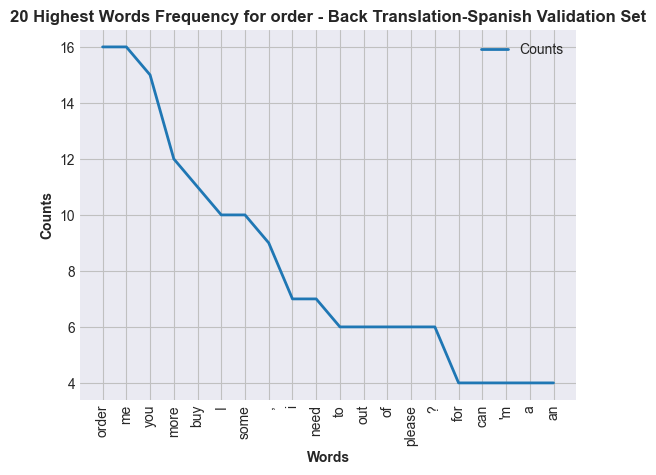 20 Highest Words Frequency for order - Back Translation-Spanish Validation Set
Counts
16
14
12
10
8
6
4
Counts
order
me
you
more
buy
I
some
,
i
need
to
out
of
please
?
for
can
'm
a
an
Words